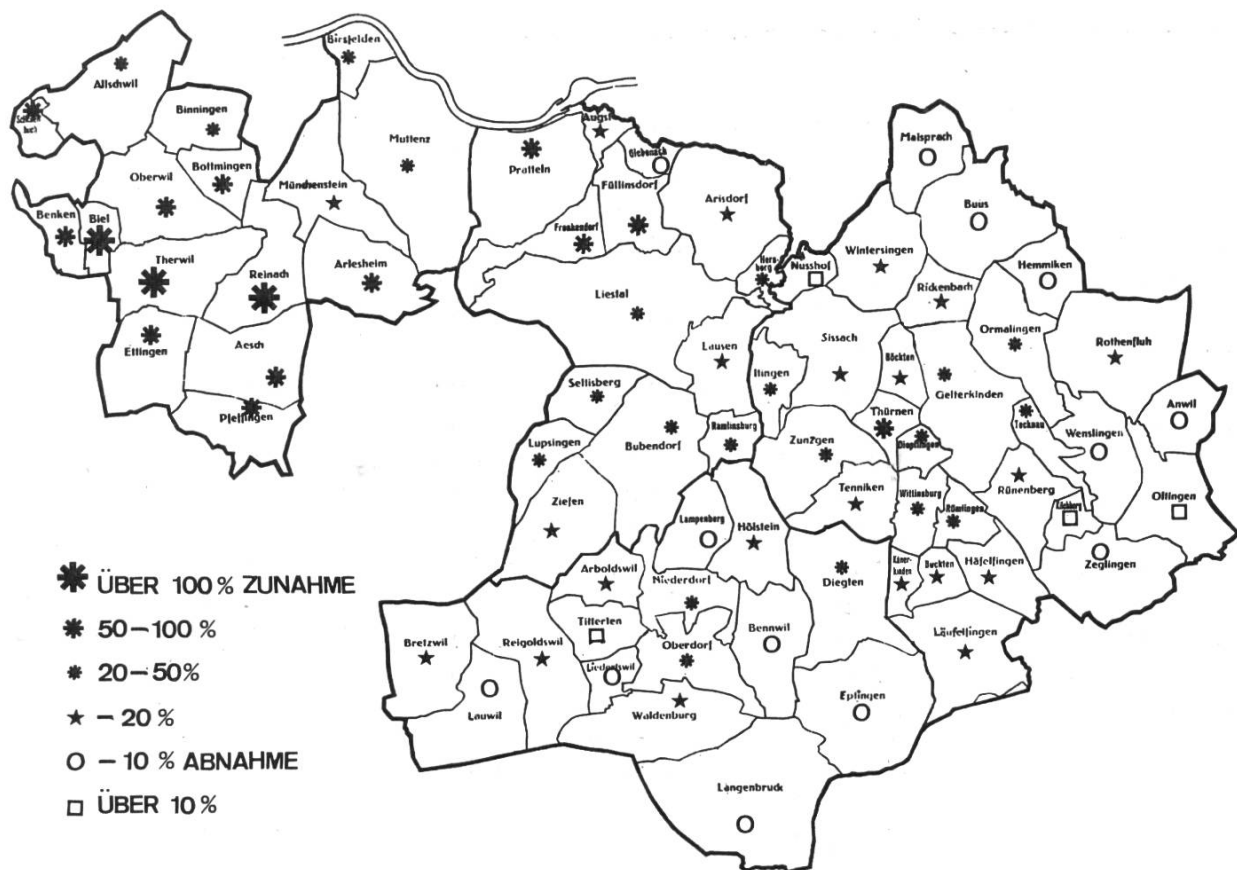 Birsfelden
Allschwil
Binningen
Muttenz
Augst
Giebenach
Maisprach
Pratteln
Füllinsdorf
Bottmingen
Oberwil
Münchenstein
Arisdorf
Buus
Benken
Biel
Frenkendorf
Wintersingen
Hersberg
Nusshof
Hemmiken
Therwil
Reinach
Arlesheim
Rickenbach
Liestal
Ormalingen
Rothenfluh
Ettingen
Aesch
Lausen
Sissach
Böckten
Itingen
Gelterkinden
Seltisberg
Anwil
Pfeffingen
Thürnen
Tecknau
Ramlinsburg
Wenslingen
Lupsingen
Bubendorf
Zunzgen
Diepflingen
Tenniken
Wittinsburg
Rünenberg
Oltingen
Ziefen
Rümlingen
Kilchberg
Lampenberg
Hölstein
Zeglingen
Arboldswil
Niederdorf
Diegten
Känerkinden
Buckten
Häfelfingen
Titterten
Bennwil
Bretzwil
Reigoldswil
Oberdorf
Läufelfingen
Liedertswil
Eptingen
Lauwil
Waldenburg
Langenbruck
ÜBER 100% ZUNAHME
50–100%
20–50%
–20%
–10% ABNAHME
ÜBER 10%